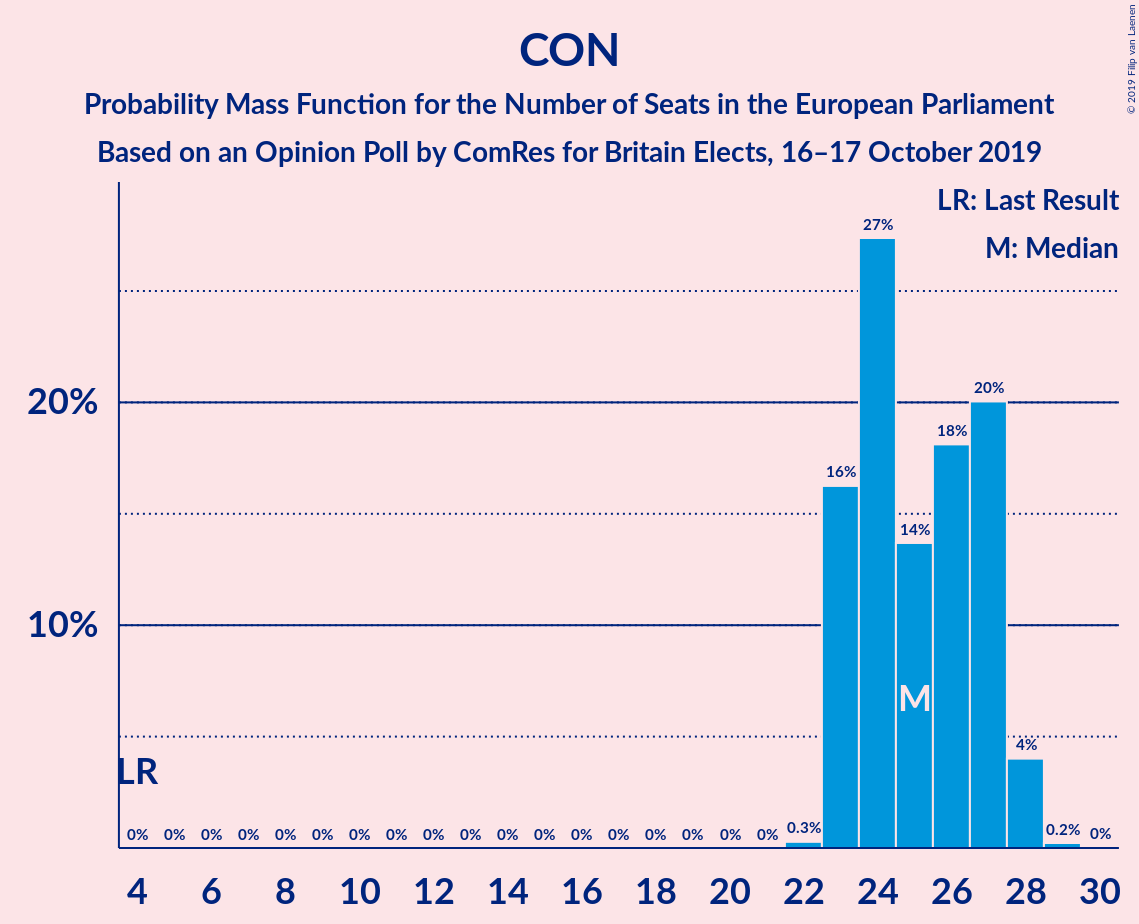 CON
Probability Mass Function for the Number of Seats in the European Parliament
Based on an Opinion Poll by ComRes for Britain Elects, 16–17 October 2019
© 2019 Filip van Laenen
LR: Last Result
M: Median
27%
20%
20%
18%
16%
14%
10%
M
4%
LR
0% 0% 0% 0% 0% 0% 0% 0% 0% 0% 0% 0% 0% 0% 0% 0% 0% 0% 0.3% 0.2% 0%
4 6 8 10 12 14 16 18 20 22 24 26 28 30